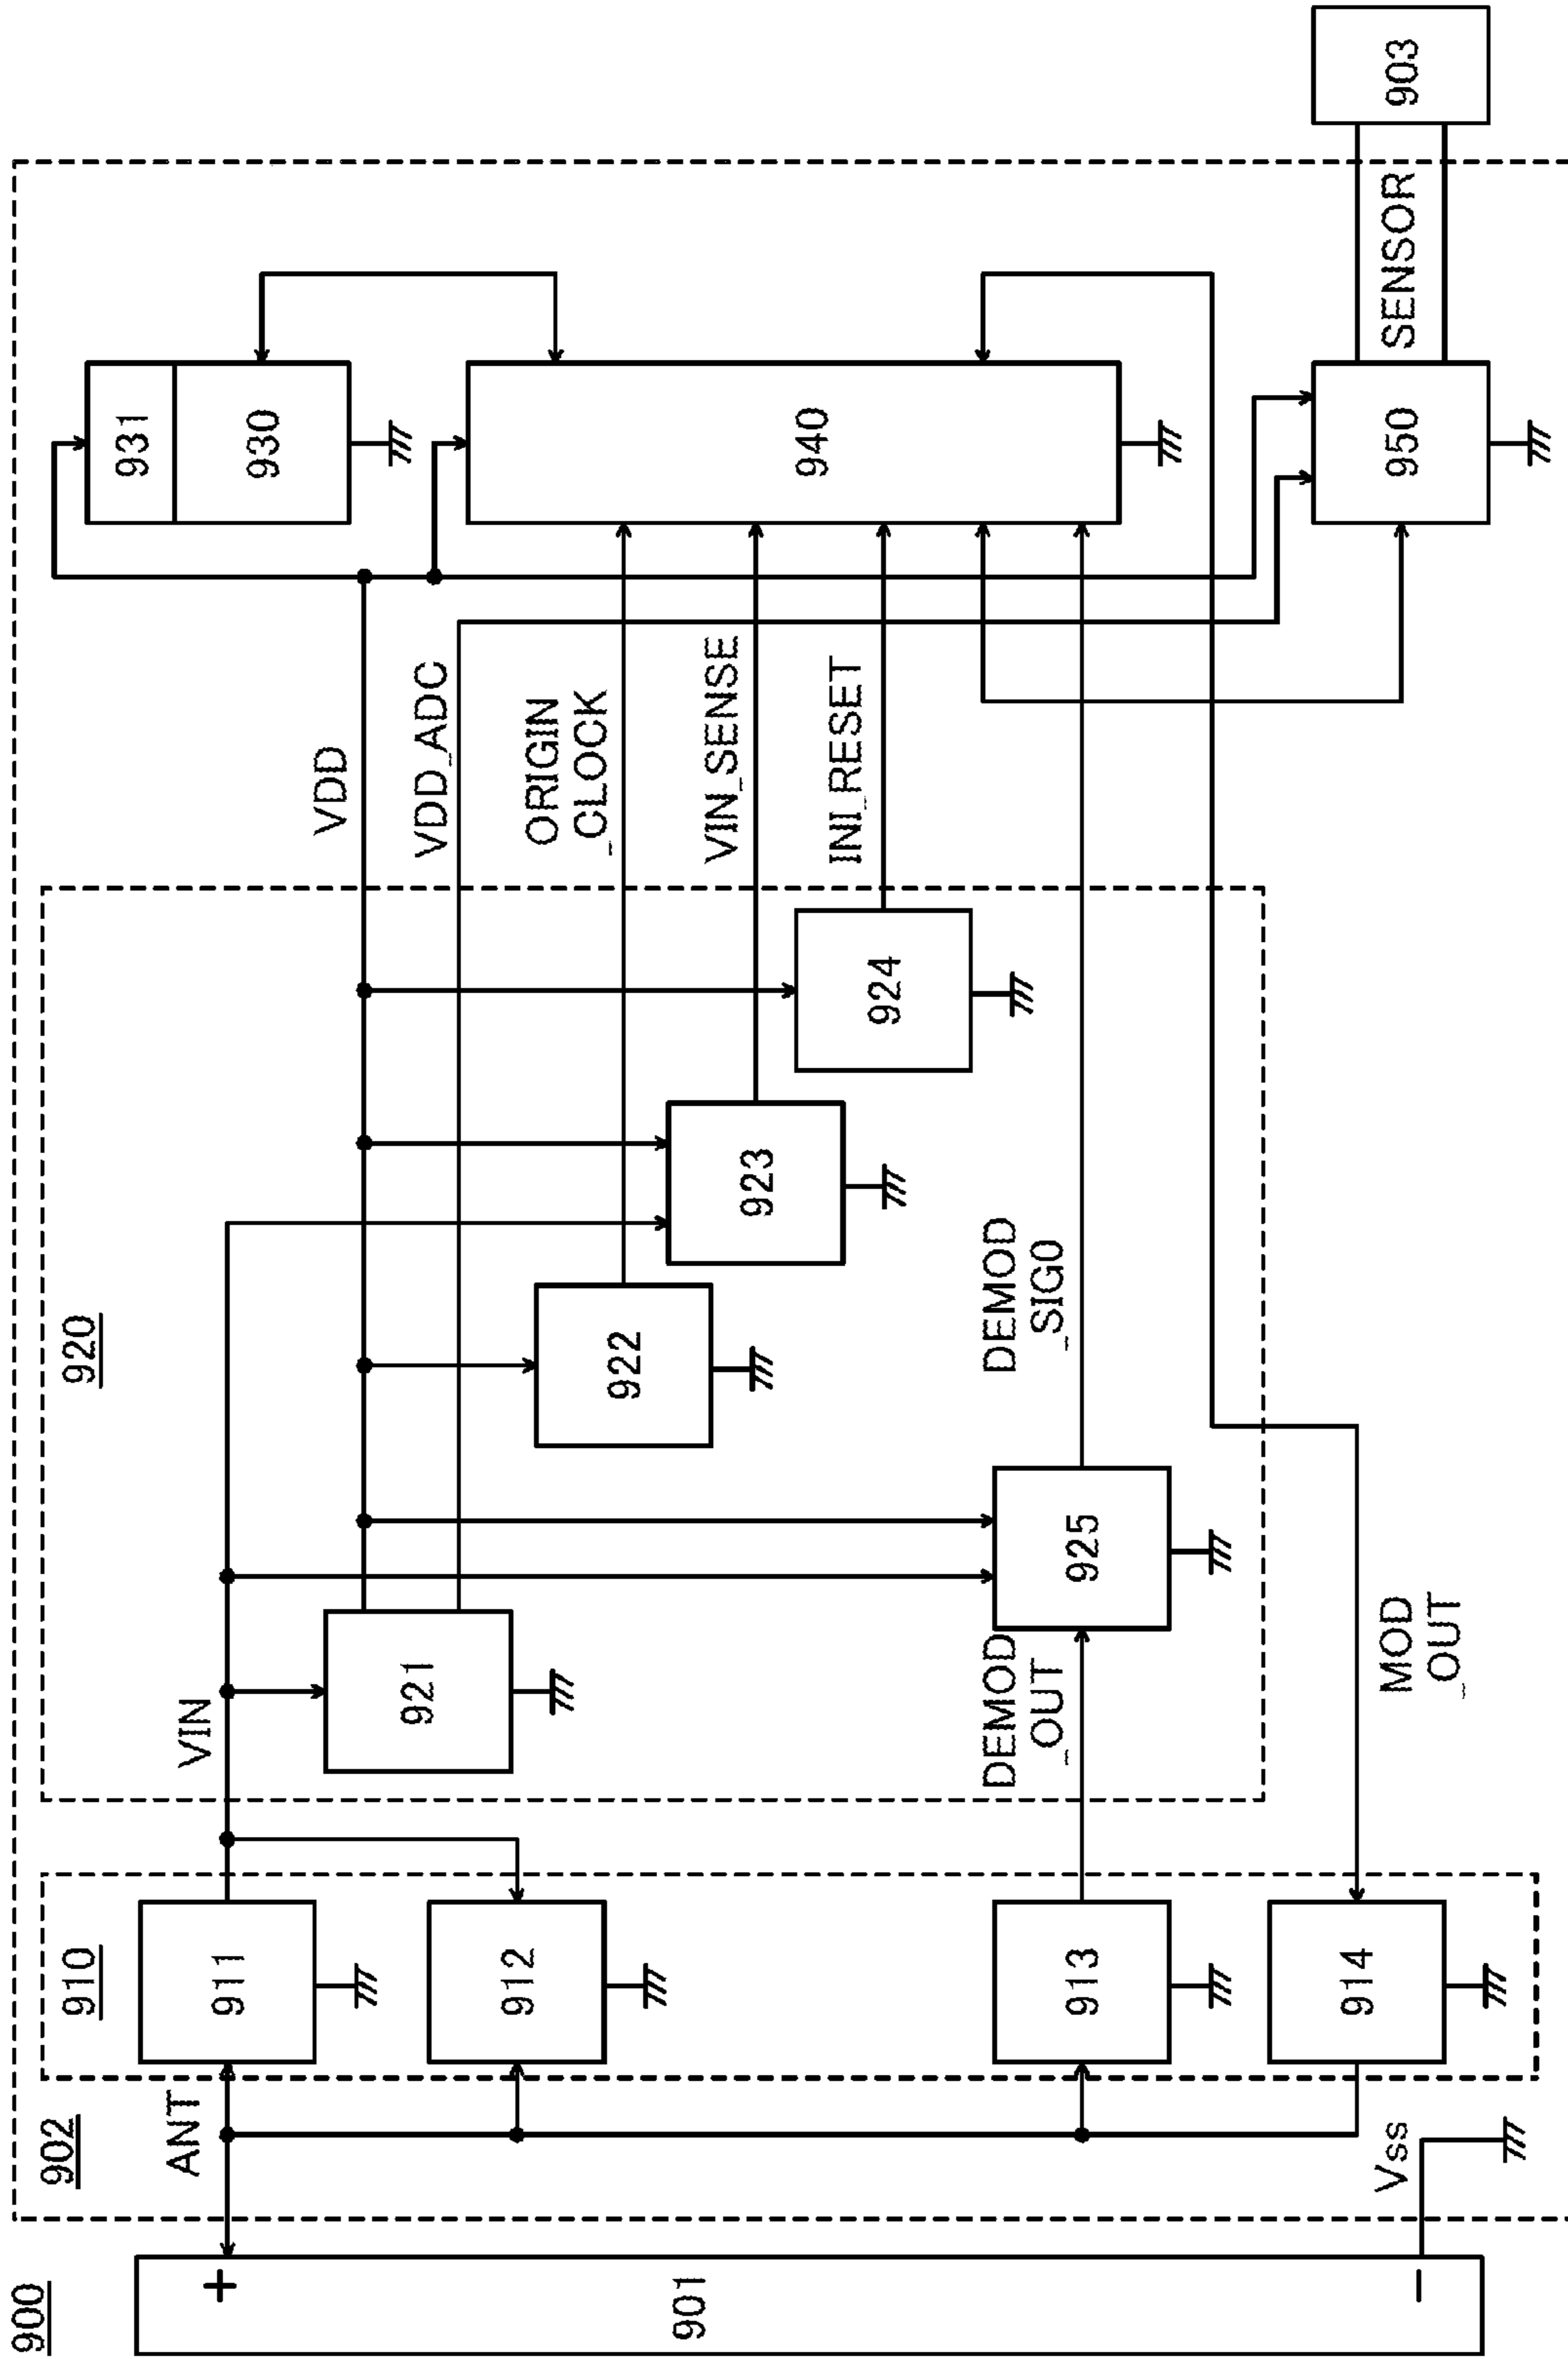 900
902
910
920
901
+
−
ANT
Vss
911
912
913
914
VIN
921
922
923
924
925
DEMOD
_OUT
DEMOD
_SIG0
MOD
_OUT
VDD
VDD_ADC
ORIGIN
_CLOCK
VIN_SENSE
INI_RESET
931
930
940
950
SENSOR
903